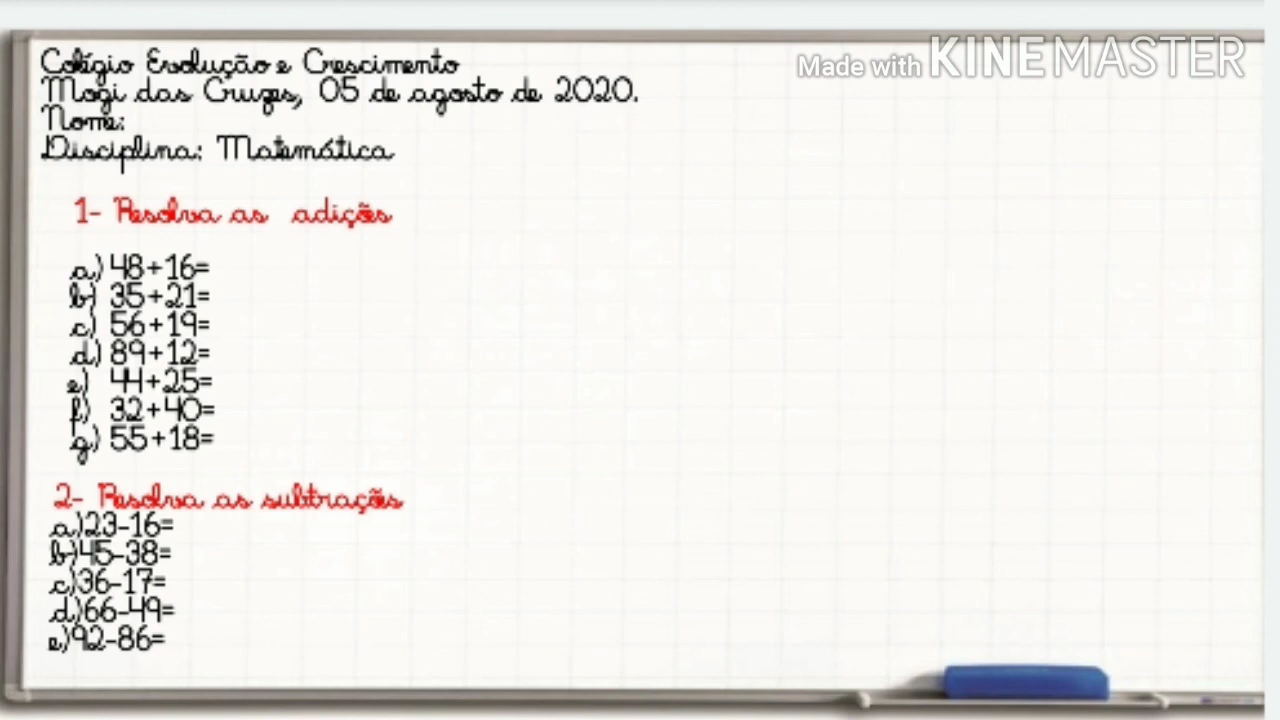 Made with KINEMASTER
Colégio Evolução e Crescimento
Mogi das Cruzes, 05 de agosto de 2020.
Nome:
Disciplina: Matemática
1- Resolva as adições
a) 48+16=
b) 35+21=
c) 56+19=
d) 89+12=
e) 44+25=
f) 32+40=
g) 55+18=
2- Resolva as subtrações
a)23-16=
b)45-38=
c)36-17=
d)66-49=
e)92-86=